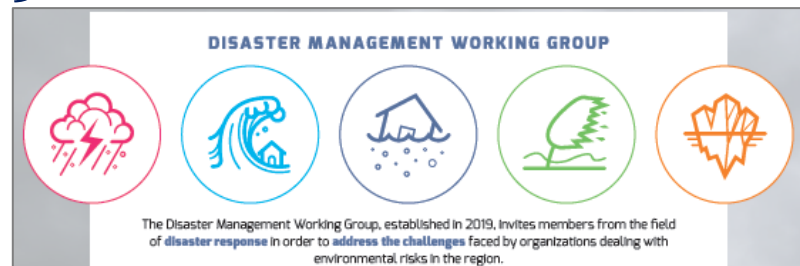 DISASTER MANAGEMENT WORKING GROUP
The Disaster Management Working Group, established in 2019, invites members from the field
of disaster response in order to address the challenges faced by organizations dealing with
environmental risks in the region.